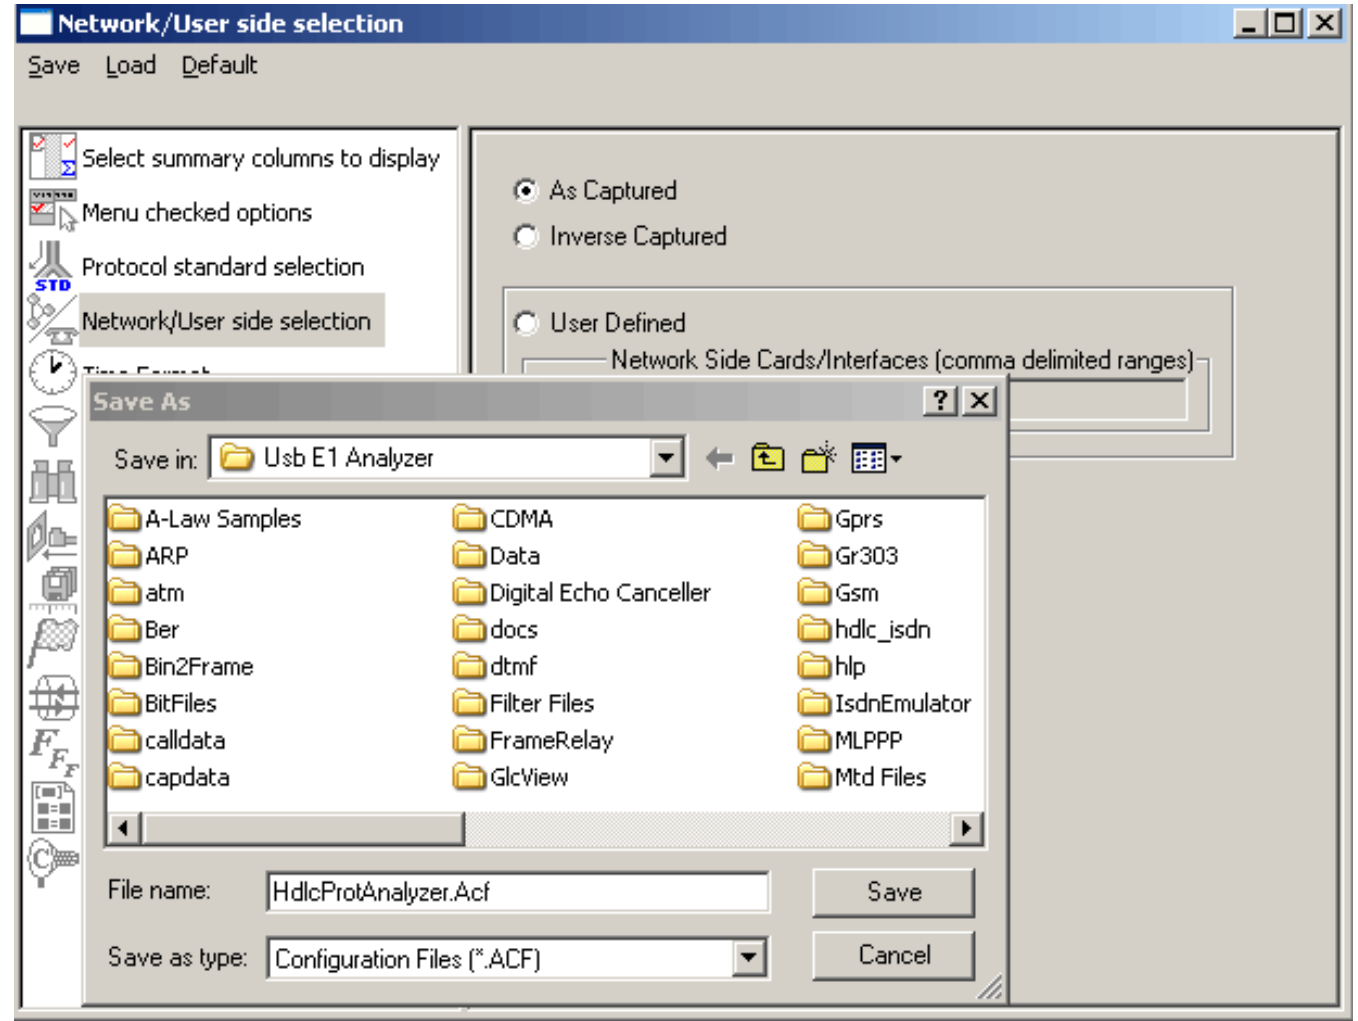 Network/User side selection
Save Load Default
Select summary columns to display
Menu checked options
Protocol standard selection
STD
Network/User side selection
Time Format
As Captured
Inverse Captured
User Defined
Network Side Cards/Interfaces (comma delimited ranges)
Save As
Save in: Usb E1 Analyzer
A-Law Samples
ARP
atm
Ber
Bin2Frame
BitFiles
calldata
capdata
CDMA
Data
Digital Echo Canceller
docs
dtmf
Filter Files
FrameRelay
GlcView
Gprs
Gr303
Gsm
hdlc_isdn
hlp
IsdnEmulator
MLPPP
Mtd Files
File name: HdlcProtAnalyzer.Acf
Save
Save as type: Configuration Files (*.ACF)
Cancel